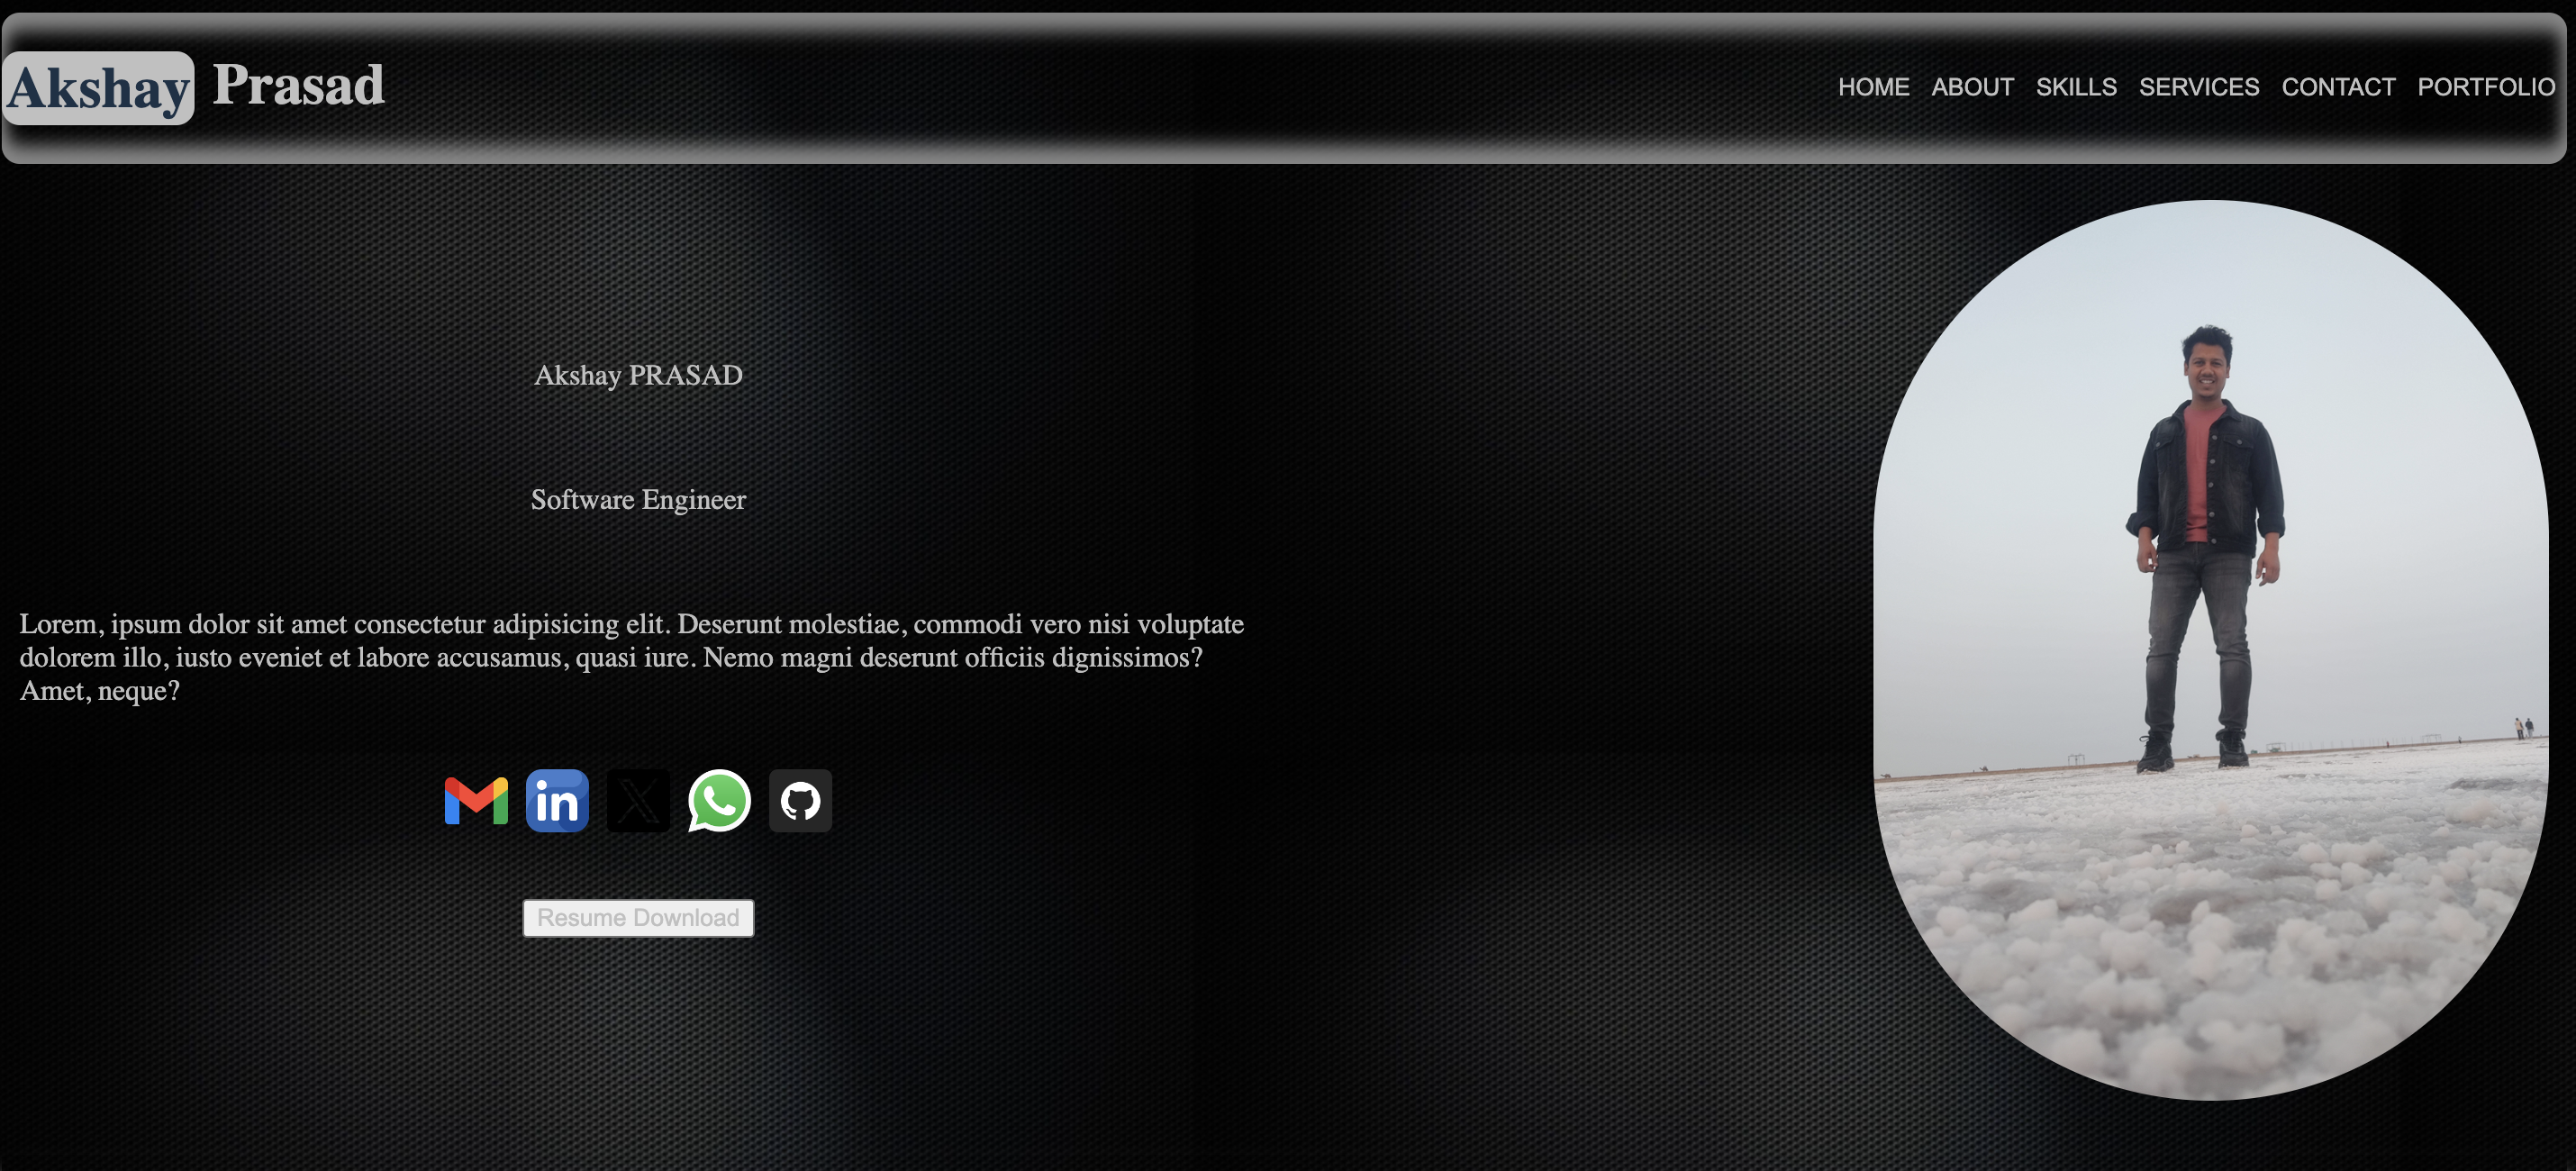 Akshay Prasad
HOME ABOUT SKILLS SERVICES CONTACT PORTFOLIO
Akshay PRASAD
Software Engineer
Lorem, ipsum dolor sit amet consectetur adipisicing elit. Deserunt molestiae, commodi vero nisi voluptate
dolorem illo, iusto eveniet et labore accusamus, quasi iure. Nemo magni deserunt officiis dignissimos?
Amet, neque?
in X
Resume Download